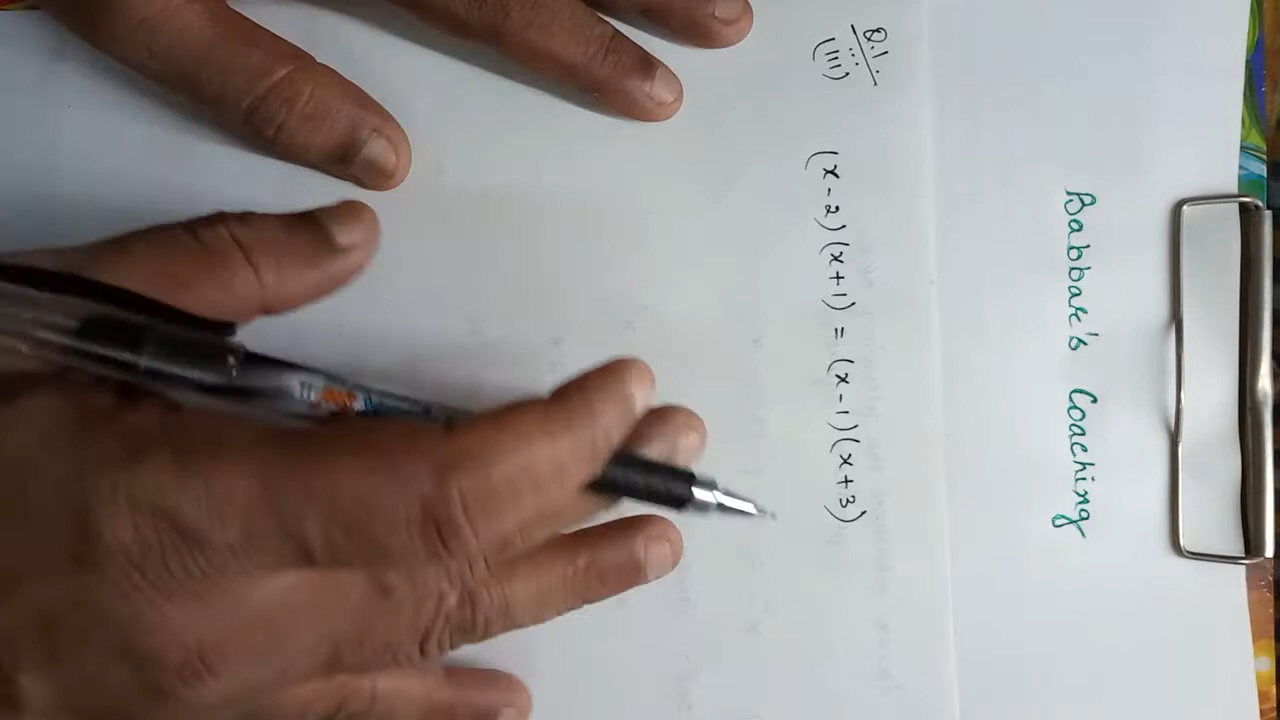 Babbar's Coaching
Q.1.
(iii) (x-2)(x+1) = (x-1)(x+3)